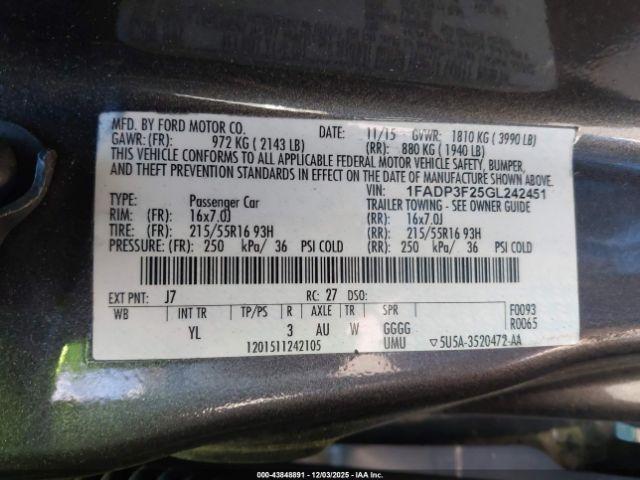 MFD. BY FORD MOTOR CO. DATE: 11/15 GVWR: 1810 KG ( 3990 LB)
GAWR: (FR): 972 KG ( 2143 LB) (RR): 880 KG ( 1940 LB)
THIS VEHICLE CONFORMS TO ALL APPLICABLE FEDERAL MOTOR VEHICLE SAFETY, BUMPER,
AND THEFT PREVENTION STANDARDS IN EFFECT ON THE DATE OF MANUFACTURE SHOWN ABOVE.
VIN: 1FADP3F25GL242451
TYPE: Passenger Car TRAILER TOWING - SEE OWNER GUIDE
RIM: (FR): 16x7.0J (RR): 16x7.0J
TIRE: (FR): 215/55R16 93H (RR): 215/55R16 93H
PRESSURE: (FR): 250 kPa/ 36 PSI COLD (RR): 250 kPa/ 36 PSI COLD
EXT PNT: J7 RC: 27 DSO:
WB INT TR TP/PS R AXLE TR SPR F0093
YL 3 AU W GGGG R0065
1201511242105 UMU ▽5U5A-3520472-AA
000-43848891 - 12/03/2025 - IAA